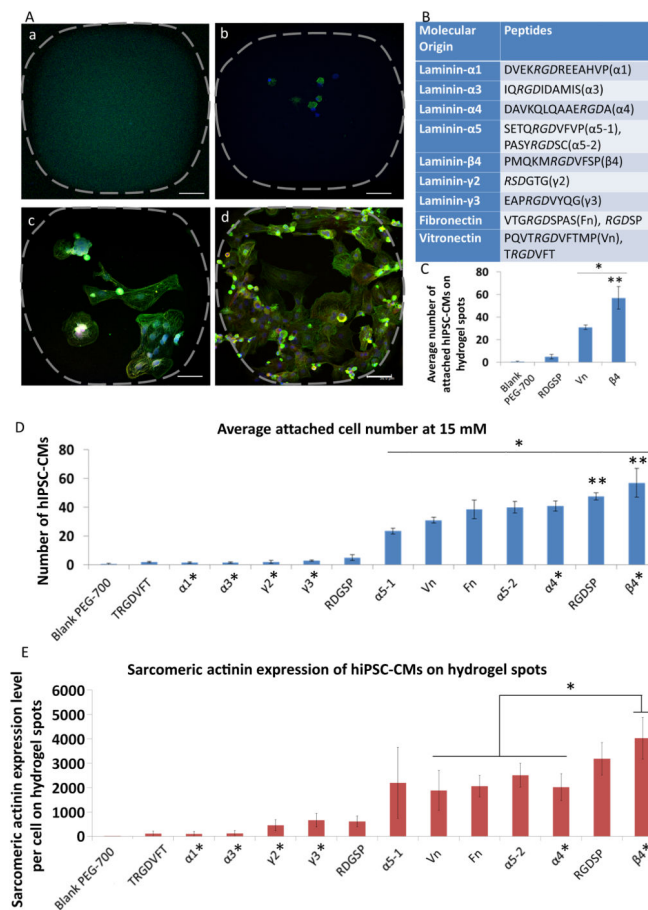 A
a
b
c
d
B
Molecular Origin Peptides
Laminin-α1 DVEKRGDREEAHVP(α1)
Laminin-α3 IQRGDIDAMIS(α3)
Laminin-α4 DAVKQLQAAERGDA(α4)
Laminin-α5 SETQRGDVFVP(α5-1),
PASYRGDSC(α5-2)
Laminin-β4 PMQKMRGDVFSP(β4)
Laminin-γ2 RSDGTG(γ2)
Laminin-γ3 EAPRGDVYQG(γ3)
Fibronectin VTGRGDSPAS(Fn), RGDSP
Vitronectin PQVTRGDVFTMP(Vn),
TRGDVFT
C
Average number of
attached hIPSC-CMs on
hydrogel spots
80
60
40
20
0
*
**
Blank PEG-700
RDGSP
Vn
β4
D
Average attached cell number at 15 mM
Number of hIPSC-CMs
80
60
40
20
0
*
**
**
Blank PEG-700
TRGDVFT
α1*
α3*
γ2*
γ3*
RDGSP
α5-1
Vn
Fn
α5-2
α4*
RGDSP
β4*
E
Sarcomeric actinin expression of hiPSC-CMs on hydrogel spots
Sarcomeric actinin expression level
per cell on hydrogel spots
6000
5000
4000
3000
2000
1000
0
*
Blank PEG-700
TRGDVFT
α1*
α3*
γ2*
γ3*
RDGSP
α5-1
Vn
Fn
α5-2
α4*
RGDSP
β4*